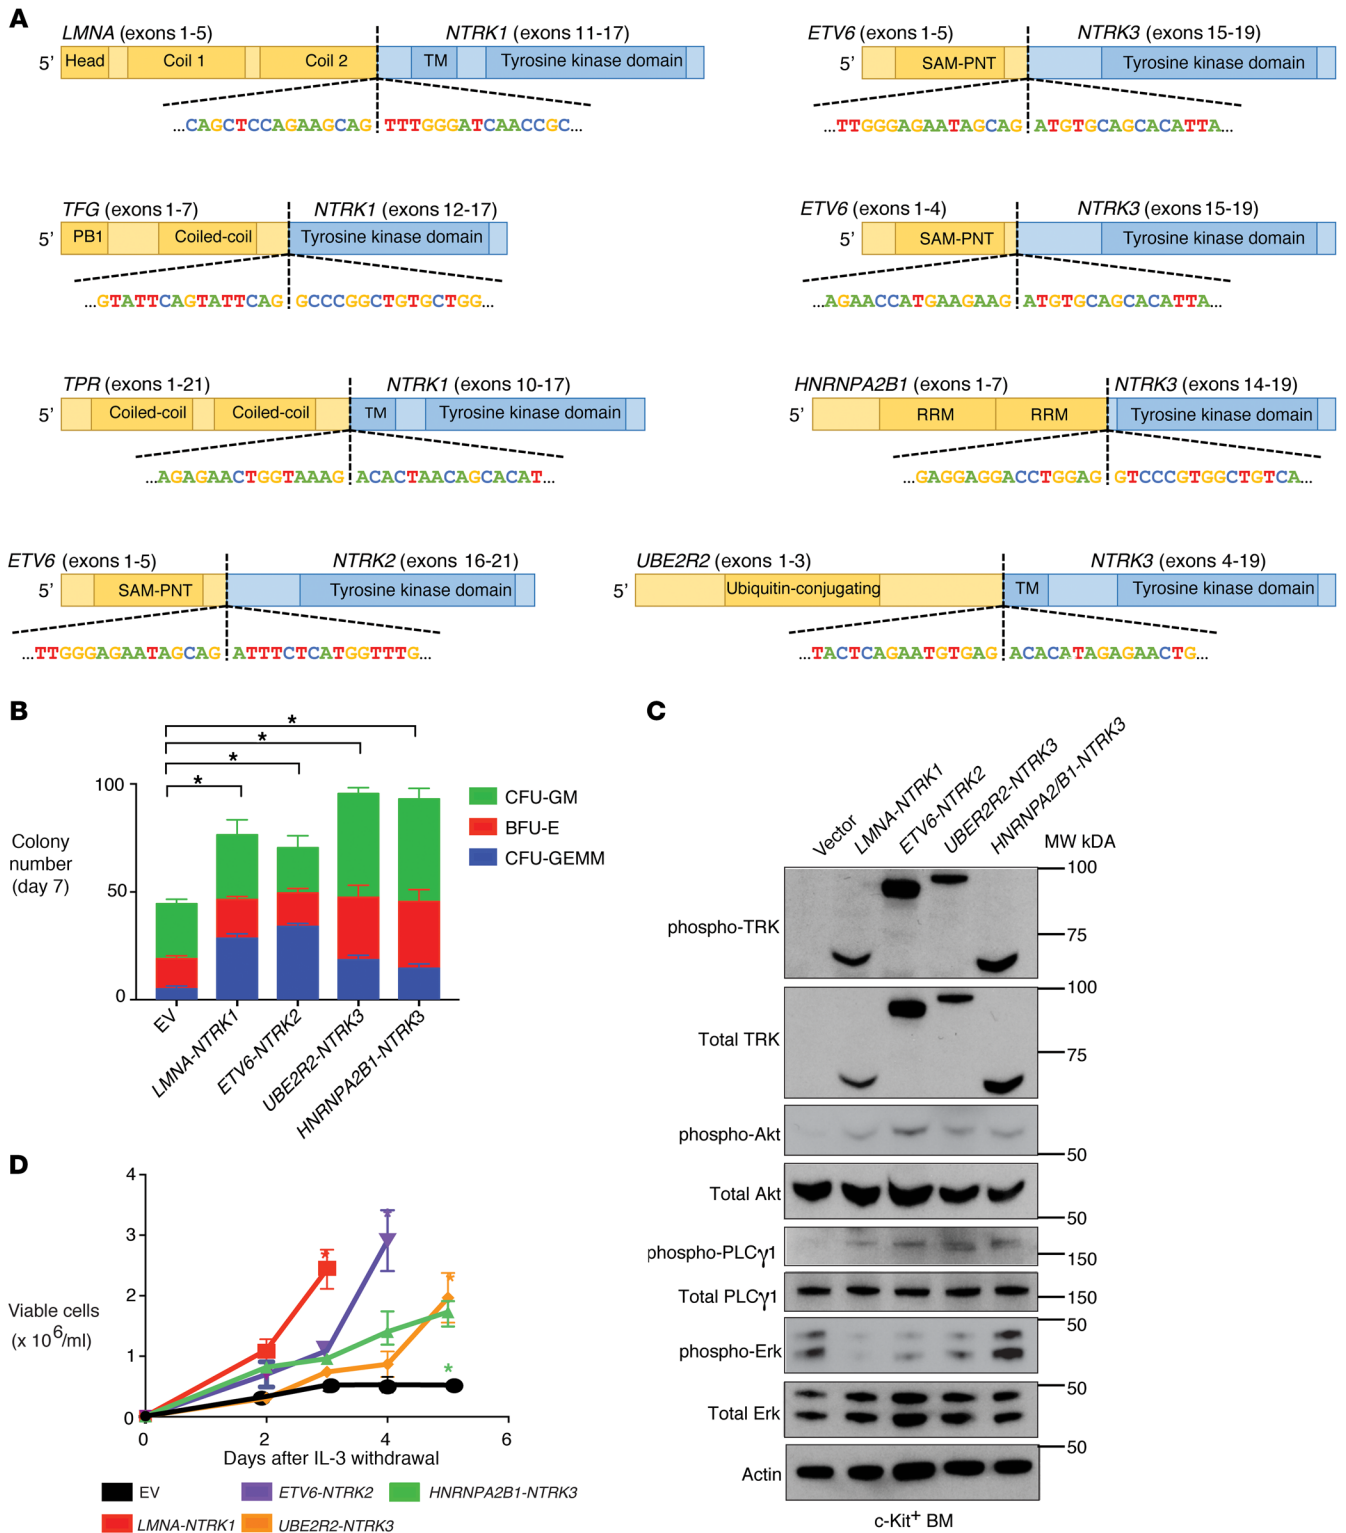 A
LMNA (exons 1-5) NTRK1 (exons 11-17)
5’ Head Coil 1 Coil 2 TM Tyrosine kinase domain
...CAGCTCCAGAAGCAG TTTGGGATCAACCGC...
ETV6 (exons 1-5) NTRK3 (exons 15-19)
5’ SAM-PNT Tyrosine kinase domain
...TTGGGAGAATAGCAG ATGTGCAGCACATTA...
TFG (exons 1-7) NTRK1 (exons 12-17)
5’ PB1 Coiled-coil Tyrosine kinase domain
...GTATTCAGTATTCAG GCCCGGCTGTGCTGG...
ETV6 (exons 1-4) NTRK3 (exons 15-19)
5’ SAM-PNT Tyrosine kinase domain
...AGAACCATGAAGAAG ATGTGCAGCACATTA...
TPR (exons 1-21) NTRK1 (exons 10-17)
5’ Coiled-coil Coiled-coil TM Tyrosine kinase domain
...AGAGAACTGGTAAAG ACACTAACAGCACAT...
HNRNPA2B1 (exons 1-7) NTRK3 (exons 14-19)
5’ RRM RRM Tyrosine kinase domain
...GAGGAGGACCTGGAG GTCCCGTGGCTGTCA...
ETV6 (exons 1-5) NTRK2 (exons 16-21)
5’ SAM-PNT Tyrosine kinase domain
...TTGGGAGAATAGCAG ATTTCTCATGGTTTG...
UBE2R2 (exons 1-3) NTRK3 (exons 4-19)
5’ Ubiquitin-conjugating TM Tyrosine kinase domain
...TACTCAGAATGTGAG ACACATAGAGAACTG...
B
*
*
*
*
100
50
0
Colony
number
(day 7)
CFU-GM
BFU-E
CFU-GEMM
EV
LMNA-NTRK1
ETV6-NTRK2
UBE2R2-NTRK3
HNRNPA2B1-NTRK3
C
Vector
LMNA-NTRK1
ETV6-NTRK2
UBER2R2-NTRK3
HNRNPA2/B1-NTRK3
MW kDA
100
phospho-TRK
75
100
Total TRK
75
phospho-Akt
50
Total Akt
50
phospho-PLCγ1
150
Total PLCγ1
150
50
phospho-Erk
50
Total Erk
50
Actin
c-Kit+ BM
D
4
3
2
1
0
Viable cells
(x 10^6/ml)
*
*
*
*
0 2 4 6
Days after IL-3 withdrawal
EV ETV6-NTRK2 HNRNPA2B1-NTRK3
LMNA-NTRK1 UBE2R2-NTRK3